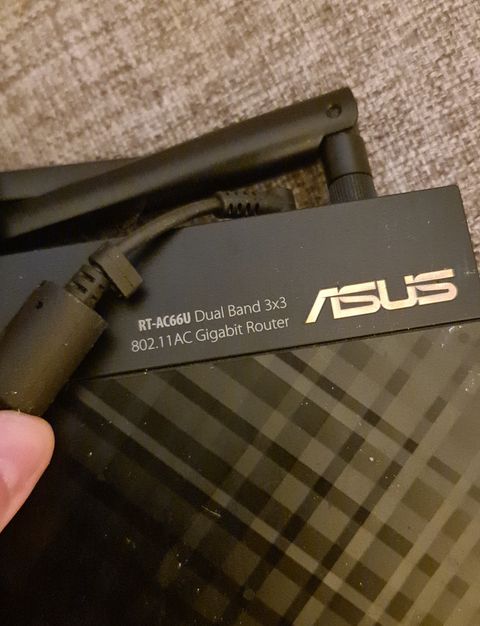 RT-AC66U Dual Band 3x3
802.11AC Gigabit Router
ASUS